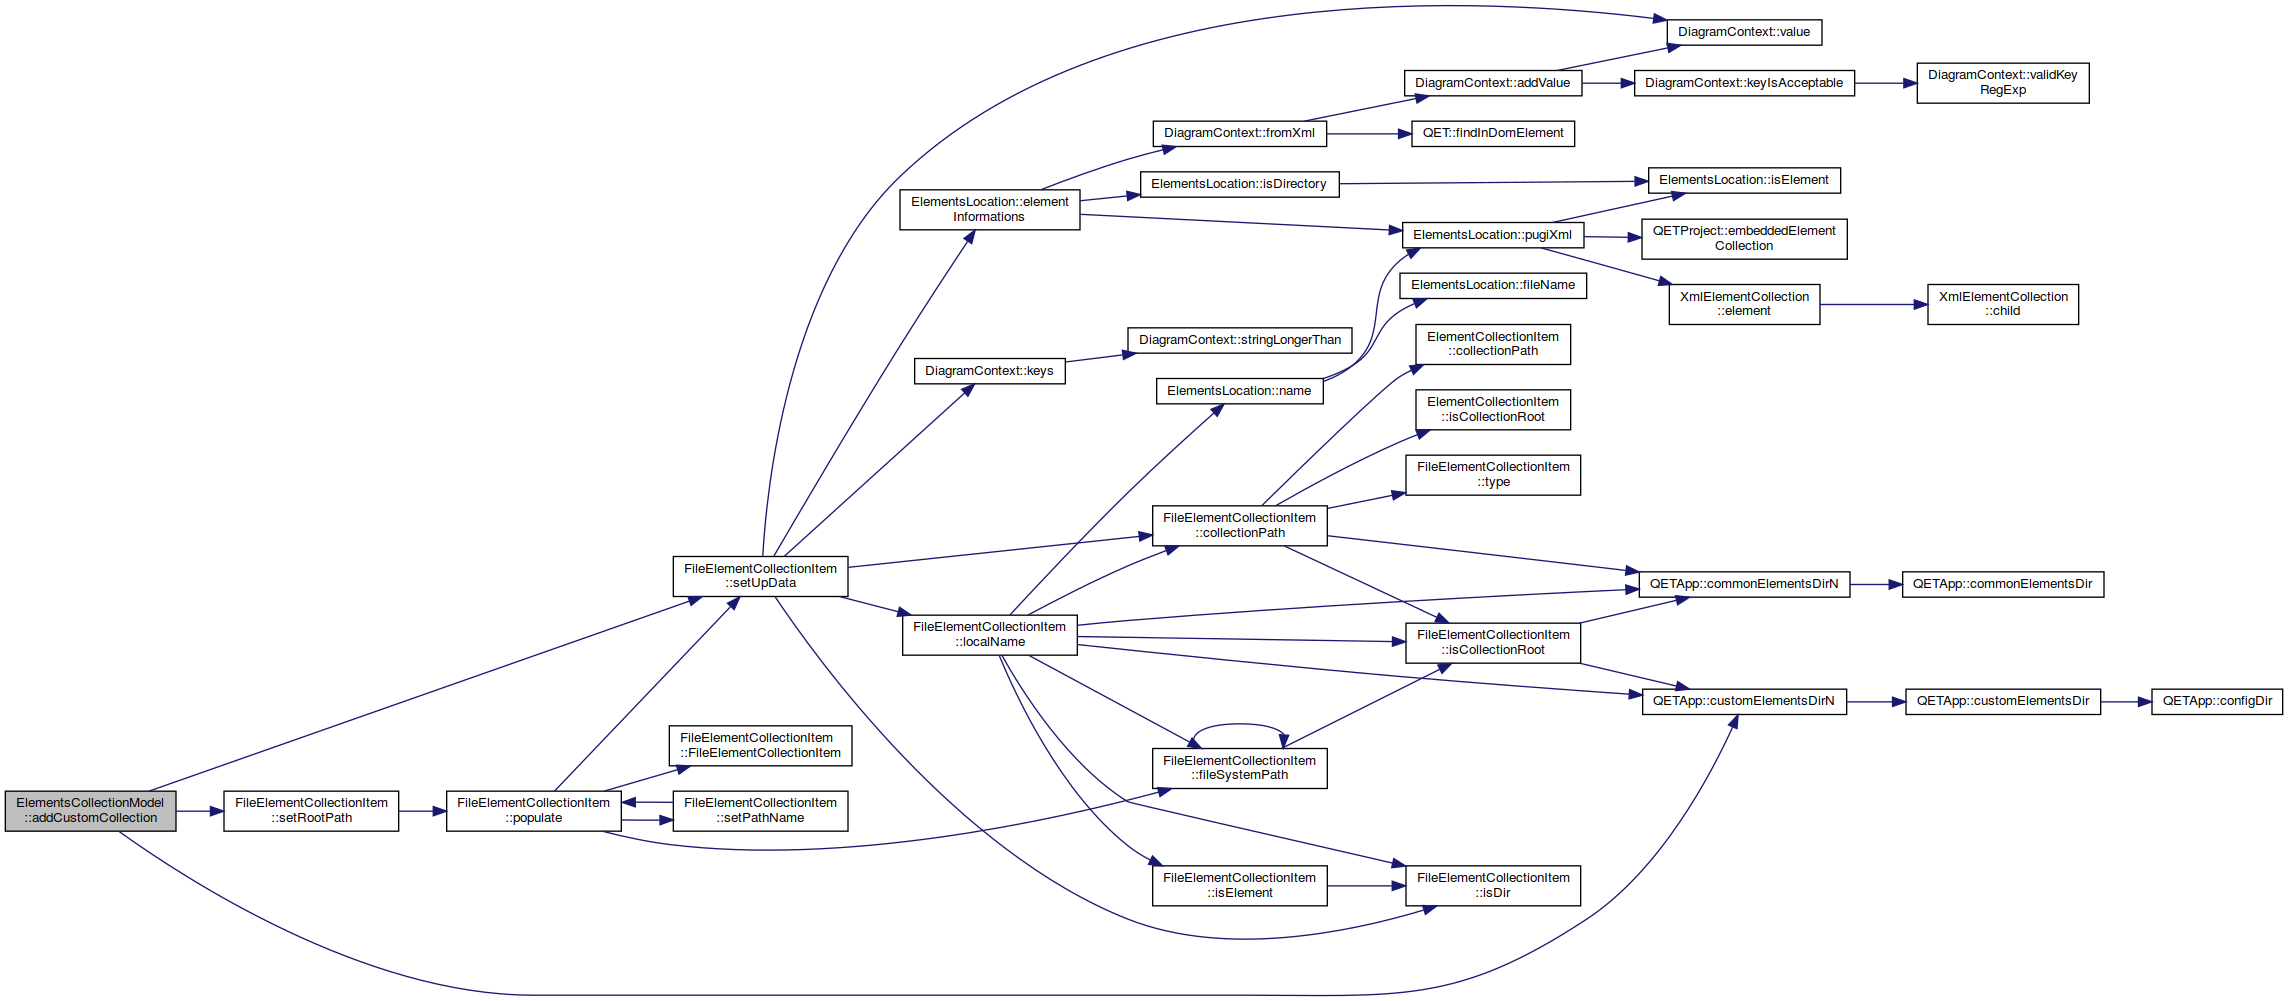 ElementsCollectionModel
::addCustomCollection
FileElementCollectionItem
::setRootPath
FileElementCollectionItem
::populate
FileElementCollectionItem
::setUpData
FileElementCollectionItem
::FileElementCollectionItem
FileElementCollectionItem
::setPathName
ElementsLocation::element
Informations
DiagramContext::keys
FileElementCollectionItem
::localName
DiagramContext::fromXml
ElementsLocation::isDirectory
DiagramContext::stringLongerThan
ElementsLocation::name
FileElementCollectionItem
::collectionPath
FileElementCollectionItem
::fileSystemPath
FileElementCollectionItem
::isElement
DiagramContext::addValue
QET::findInDomElement
ElementsLocation::pugiXml
ElementsLocation::fileName
ElementCollectionItem
::collectionPath
ElementCollectionItem
::isCollectionRoot
FileElementCollectionItem
::type
FileElementCollectionItem
::isCollectionRoot
FileElementCollectionItem
::isDir
DiagramContext::value
DiagramContext::keyIsAcceptable
ElementsLocation::isElement
QETProject::embeddedElement
Collection
XmlElementCollection
::element
QETApp::commonElementsDirN
QETApp::customElementsDirN
DiagramContext::validKey
RegExp
XmlElementCollection
::child
QETApp::commonElementsDir
QETApp::customElementsDir
QETApp::configDir